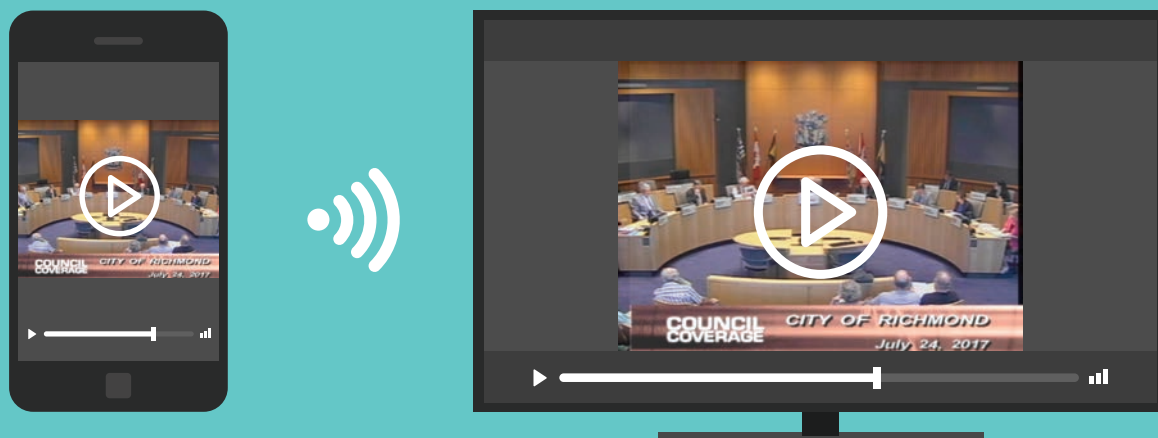 COUNCIL
COVERAGE
CITY OF RICHMOND
July 24, 2017
COUNCIL
COVERAGE
CITY OF RICHMOND
July 24, 2017